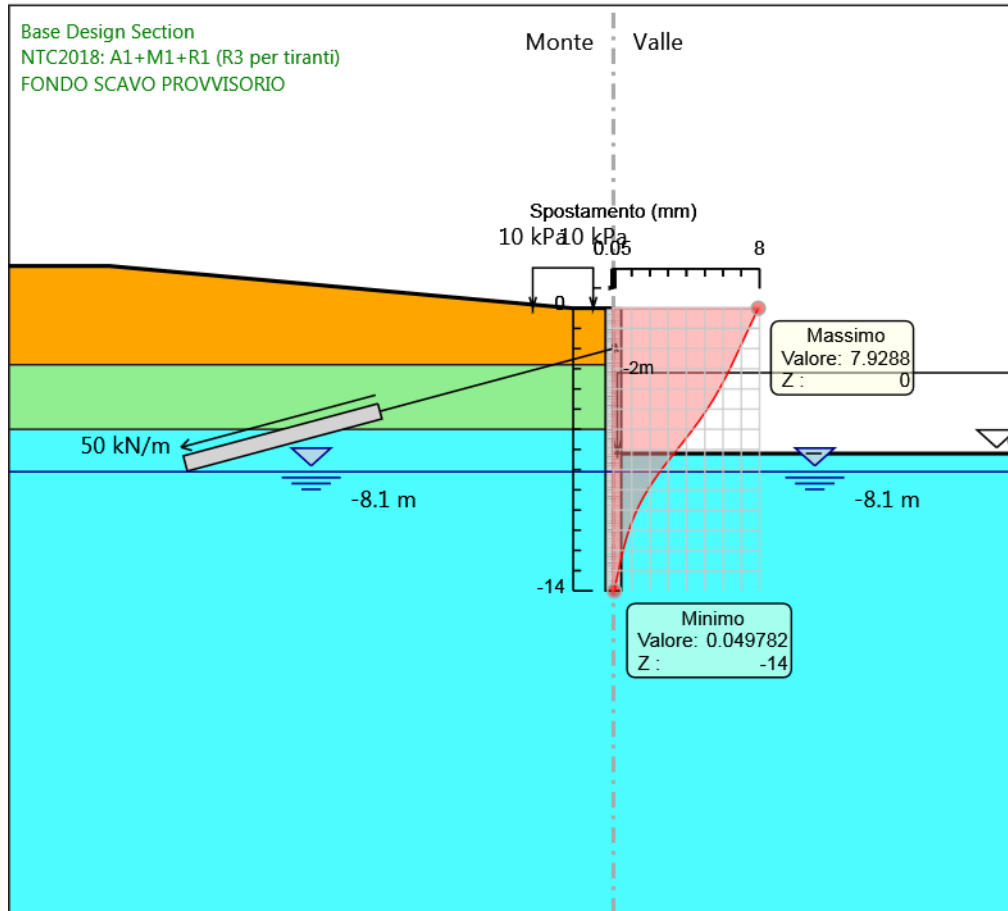 Base Design Section
NTC2018: A1+M1+R1 (R3 per tiranti)
FONDO SCAVO PROVVISORIO
Monte
Valle
Spostamento (mm)
10 kPa
10 kPa
0.05
8
0
Massimo
Valore: 7.9288
Z : 0
-2m
50 kN/m
-8.1 m
-8.1 m
-14
Minimo
Valore: 0.049782
Z : -14